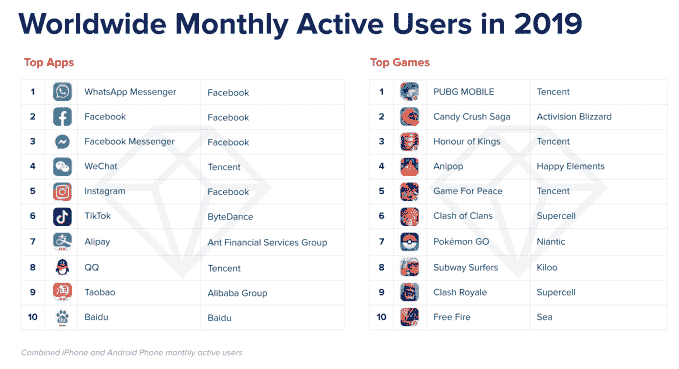 Worldwide Monthly Active Users in 2019
Top Apps
1 WhatsApp Messenger Facebook
2 Facebook Facebook
3 Facebook Messenger Facebook
4 WeChat Tencent
5 Instagram Facebook
6 TikTok ByteDance
7 Alipay Ant Financial Services Group
8 QQ Tencent
9 Taobao Alibaba Group
10 Baidu Baidu
Top Games
1 PUBG MOBILE Tencent
2 Candy Crush Saga Activision Blizzard
3 Honour of Kings Tencent
4 Anipop Happy Elements
5 Game For Peace Tencent
6 Clash of Clans Supercell
7 Pokémon GO Niantic
8 Subway Surfers Kiloo
9 Clash Royale Supercell
10 Free Fire Sea
Combined iPhone and Android Phone monthly active users